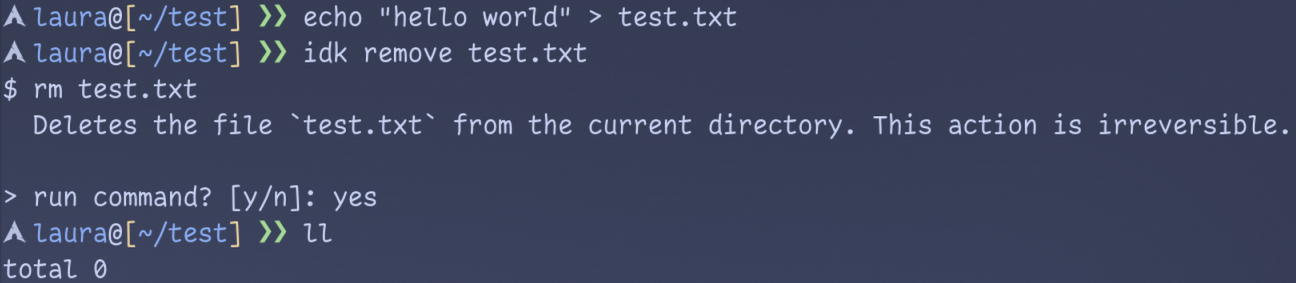 laura@[~/test] ❯❯ echo "hello world" > test.txt
laura@[~/test] ❯❯ idk remove test.txt
$ rm test.txt
Deletes the file `test.txt` from the current directory. This action is irreversible.
> run command? [y/n]: yes
laura@[~/test] ❯❯ ll
total 0